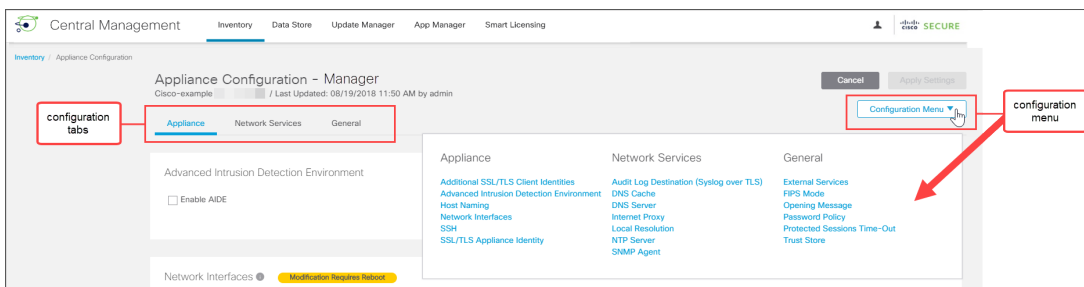 Central Management
Inventory Data Store Update Manager App Manager Smart Licensing
cisco SECURE
Inventory / Appliance Configuration
Appliance Configuration - Manager
Cisco-example / Last Updated: 08/19/2018 11:50 AM by admin
Cancel Apply Settings
configuration tabs
Appliance Network Services General
Configuration Menu
configuration menu
Advanced Intrusion Detection Environment
Enable AIDE
Appliance
Additional SSL/TLS Client Identities
Advanced Intrusion Detection Environment
Host Naming
Network Interfaces
SSH
SSL/TLS Appliance Identity
Network Services
Audit Log Destination (Syslog over TLS)
DNS Cache
DNS Server
Internet Proxy
Local Resolution
NTP Server
SNMP Agent
General
External Services
FIPS Mode
Opening Message
Password Policy
Protected Sessions Time-Out
Trust Store
Network Interfaces Modification Requires Reboot